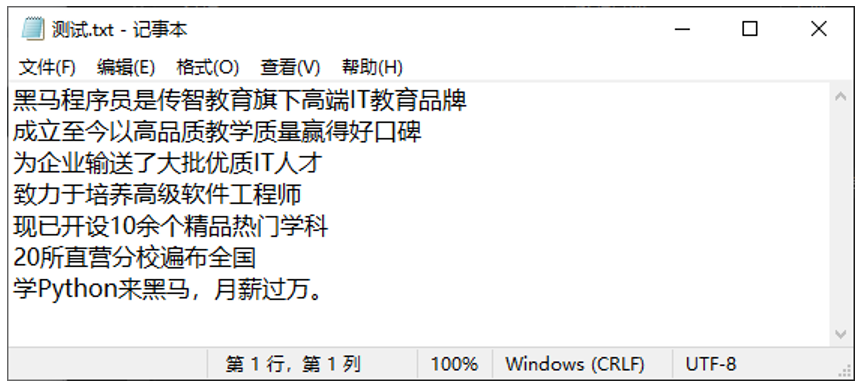 测试.txt - 记事本
文件(F) 编辑(E) 格式(O) 查看(V) 帮助(H)
黑马程序员是传智教育旗下高端IT教育品牌
成立至今以高品质教学质量赢得好口碑
为企业输送了大批优质IT人才
致力于培养高级软件工程师
现已开设10余个精品热门学科
20所直营分校遍布全国
学Python来黑马，月薪过万。
第 1 行，第 1 列 100% Windows (CRLF) UTF-8